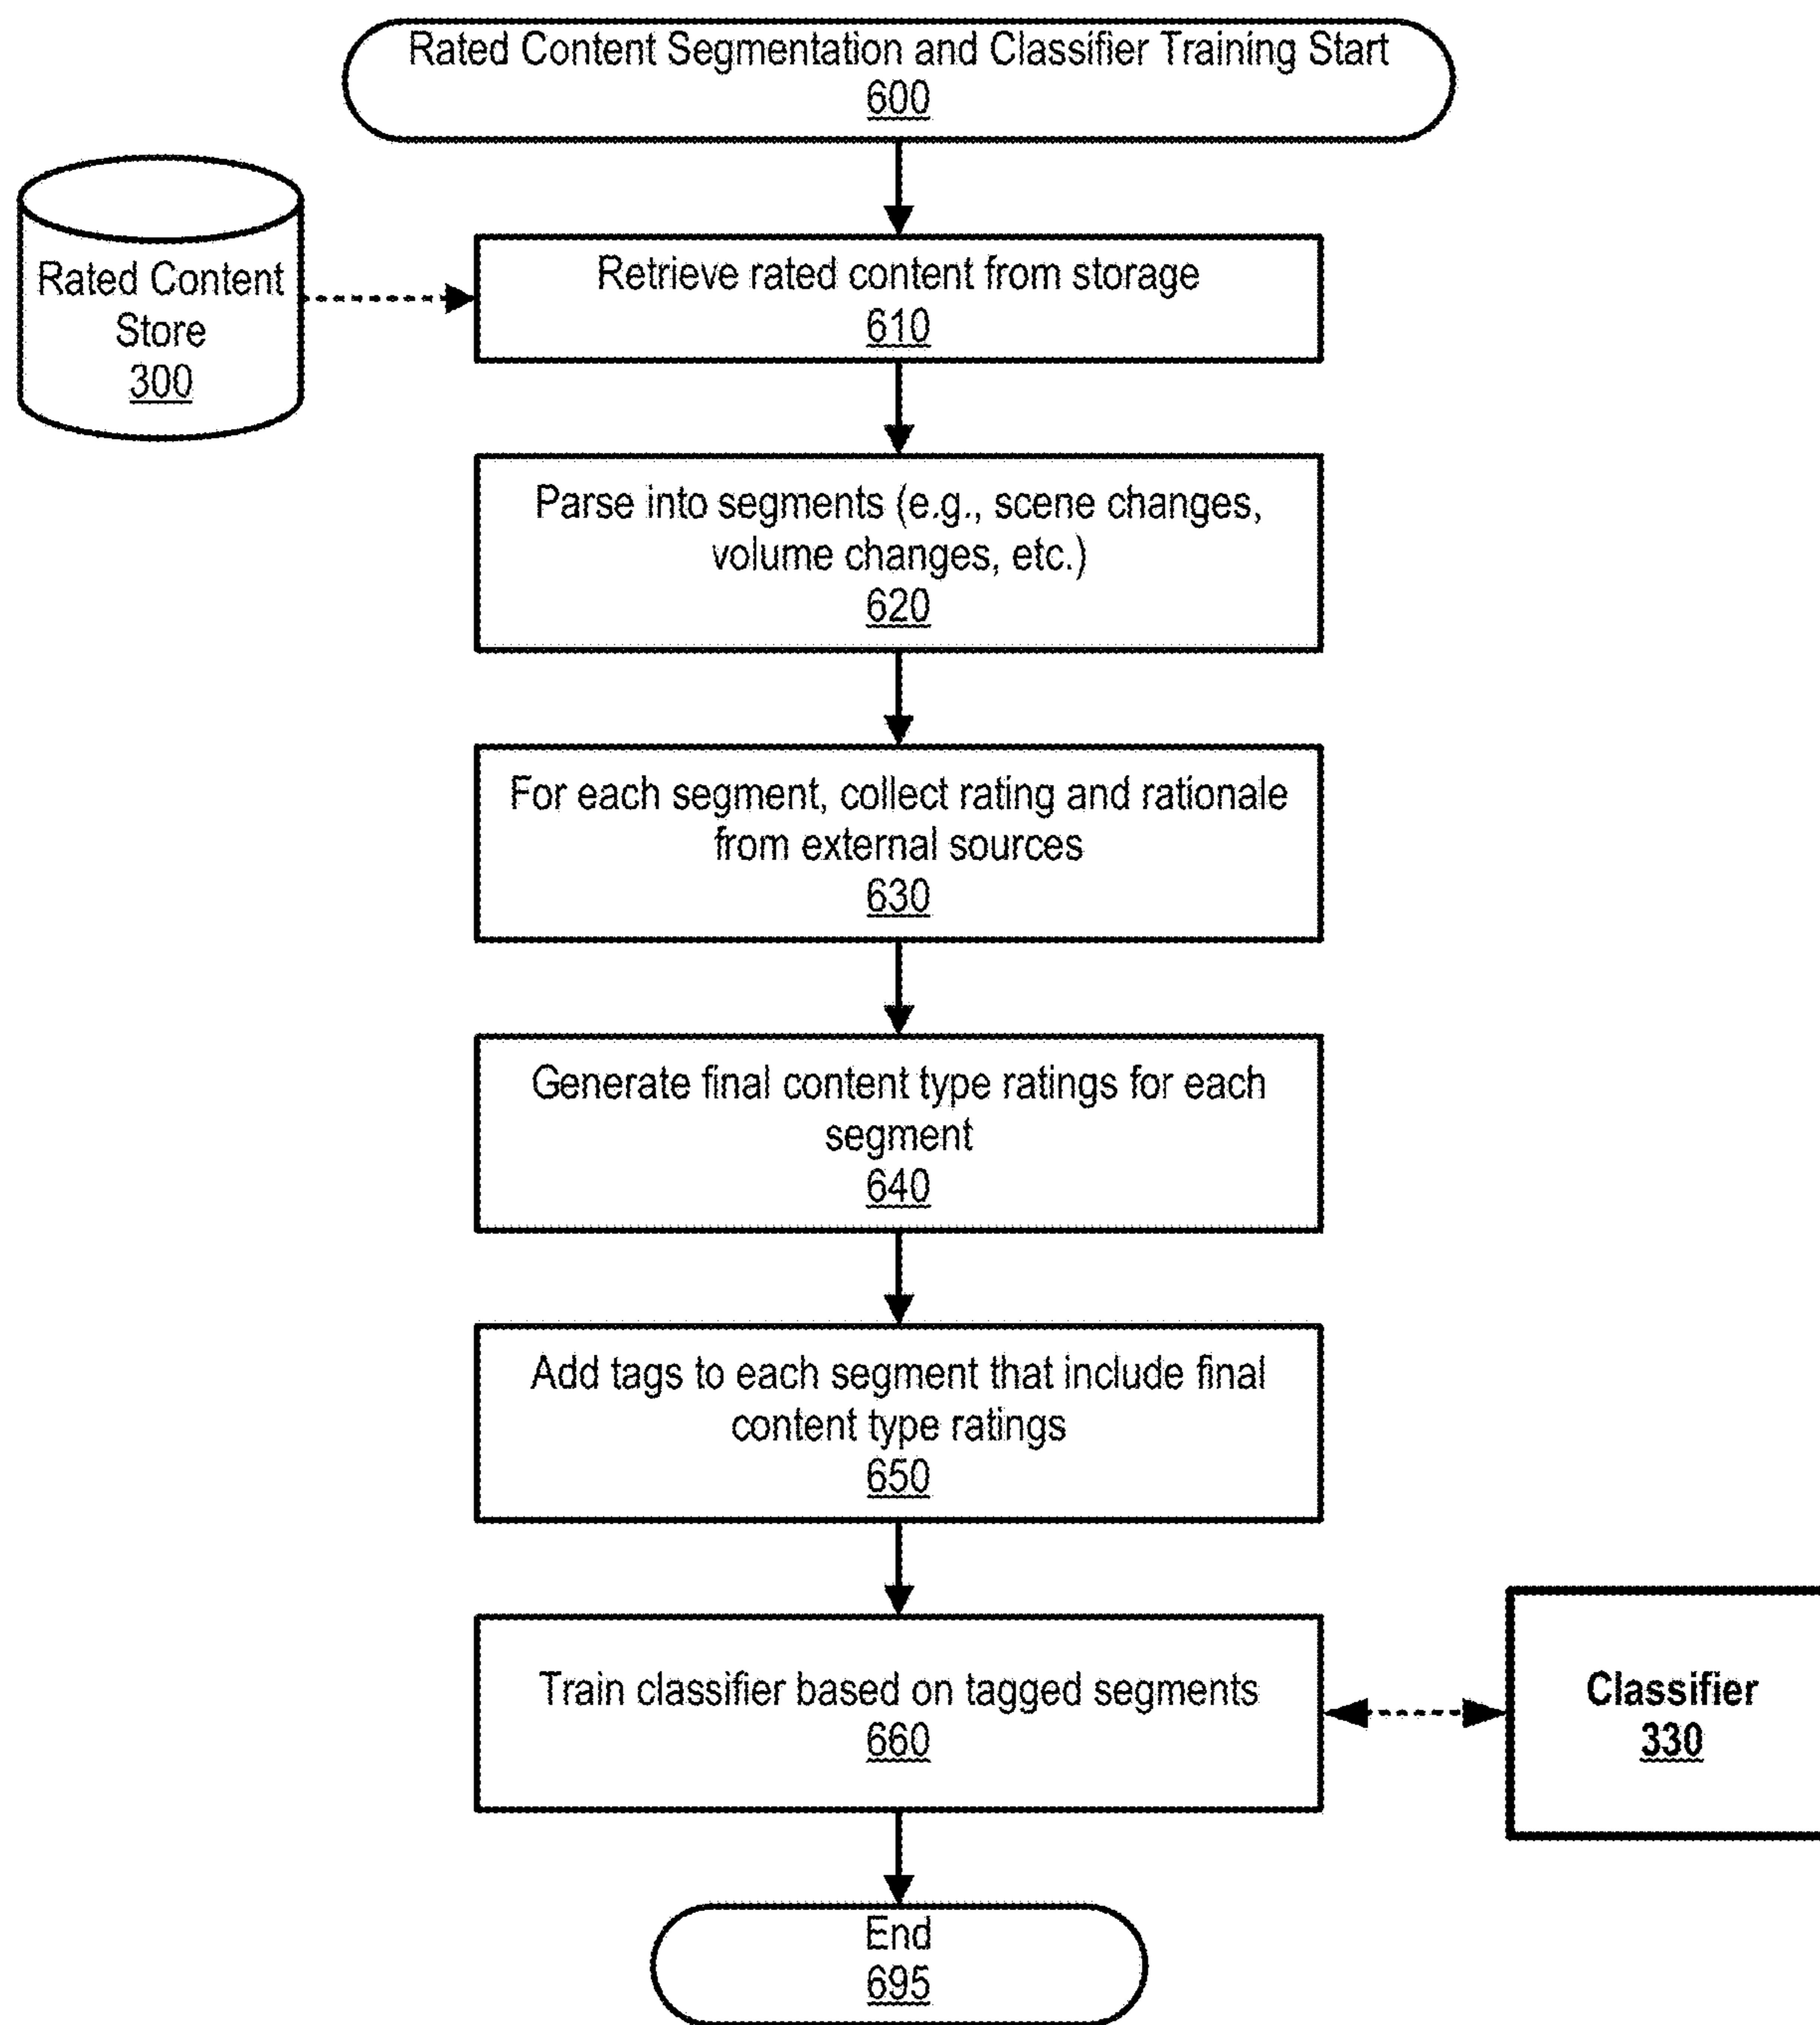 Rated Content Segmentation and Classifier Training Start
600
Rated Content
Store
300
Retrieve rated content from storage
610
Parse into segments (e.g., scene changes,
volume changes, etc.)
620
For each segment, collect rating and rationale
from external sources
630
Generate final content type ratings for each
segment
640
Add tags to each segment that include final
content type ratings
650
Train classifier based on tagged segments
660
Classifier
330
End
695